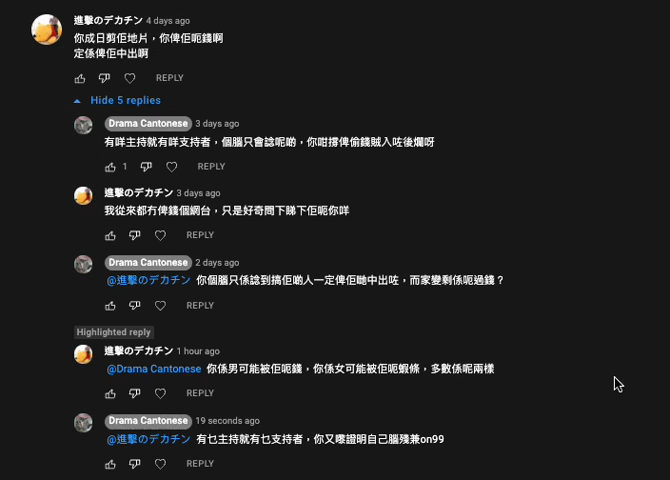 進撃のデカチン 4 days ago
你成日剪佢地片，你俾佢呃錢啊
定係俾佢中出啊
REPLY
Hide 5 replies
Drama Cantonese 3 days ago
有咩主持就有咩支持者，個腦只會諗呢啲，你咁撐俾偷錢賊入咗後爛呀
1 REPLY
進撃のデカチン 3 days ago
我從來都冇俾錢個網台，只是好奇問下睇下佢呃你咩
REPLY
Drama Cantonese 2 days ago
@進撃のデカチン 你個腦只係諗到搞佢啲人一定俾佢哋中出咗，而家變剩係呃過錢？
REPLY
Highlighted reply
進撃のデカチン 1 hour ago
@Drama Cantonese 你係男可能被佢呃錢，你係女可能被佢呃蝦條，多數係呢兩樣
REPLY
Drama Cantonese 19 seconds ago
@進撃のデカチン 有乜主持就有乜支持者，你又嚟證明自己腦殘兼on99
REPLY